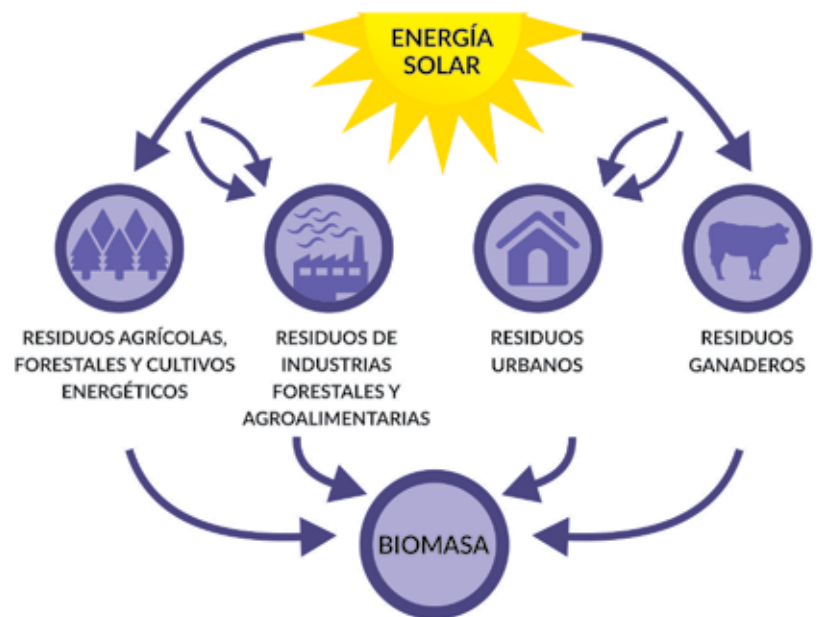 ENERGÍA
SOLAR
RESIDUOS AGRÍCOLAS,
FORESTALES Y CULTIVOS
ENERGÉTICOS
RESIDUOS DE
INDUSTRIAS
FORESTALES Y
AGROALIMENTARIAS
RESIDUOS
URBANOS
RESIDUOS
GANADEROS
BIOMASA